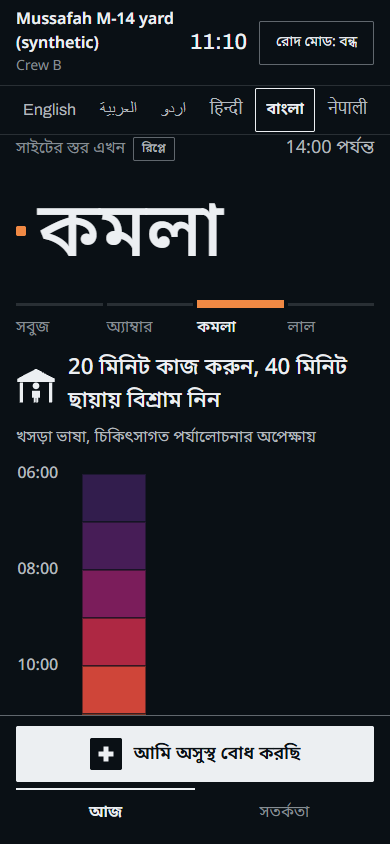 Mussafah M-14 yard
(synthetic)
Crew B
11:10
রোদ মোড: বন্ধ
English العربية اردو हिन्दी বাংলা नेपाली
সাইটের স্তর এখন রিপ্লে 14:00 পর্যন্ত
কমলা
সবুজ অ্যাম্বার কমলা লাল
20 মিনিট কাজ করুন, 40 মিনিট
ছায়ায় বিশ্রাম নিন
খসড়া ভাষা, চিকিৎসাগত পর্যালোচনার অপেক্ষায়
06:00
08:00
10:00
আমি অসুস্থ বোধ করছি
আজ সতর্কতা